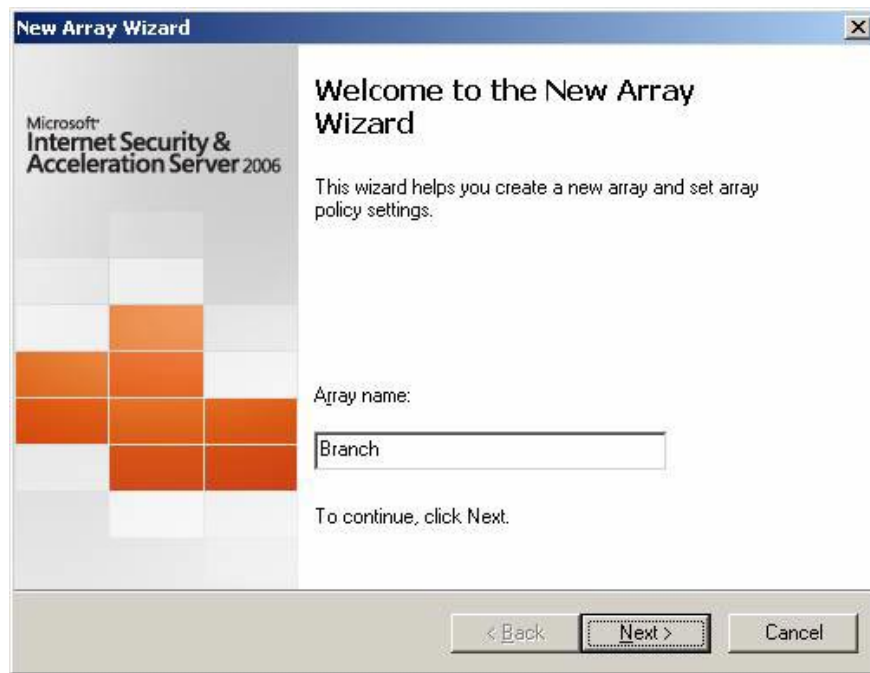 New Array Wizard
Microsoft
Internet Security &
Acceleration Server 2006
Welcome to the New Array
Wizard
This wizard helps you create a new array and set array
policy settings.
Array name:
Branch
To continue, click Next.
< Back
Next >
Cancel